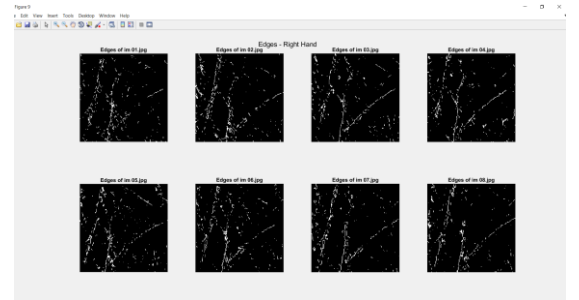 Figure 9
Edit View Insert Tools Desktop Window Help
Edges - Right Hand
Edges of im 01.jpg Edges of im 02.jpg Edges of im 03.jpg Edges of im 04.jpg
Edges of im 05.jpg Edges of im 06.jpg Edges of im 07.jpg Edges of im 08.jpg